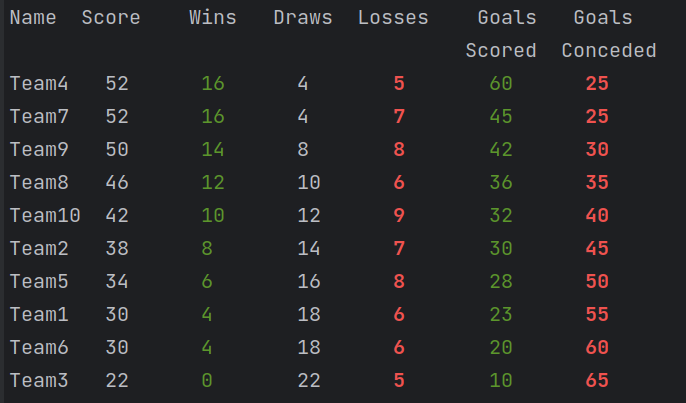 Name Score Wins Draws Losses Goals Goals
Scored Conceded
Team4 52 16 4 5 60 25
Team7 52 16 4 7 45 25
Team9 50 14 8 8 42 30
Team8 46 12 10 6 36 35
Team10 42 10 12 9 32 40
Team2 38 8 14 7 30 45
Team5 34 6 16 8 28 50
Team1 30 4 18 6 23 55
Team6 30 4 18 6 20 60
Team3 22 0 22 5 10 65